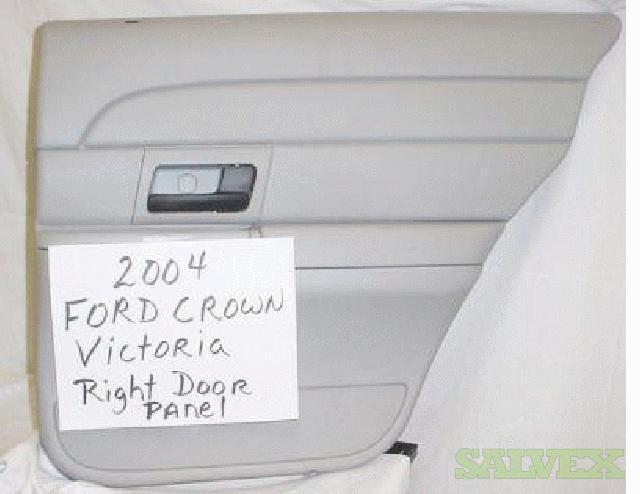 2004
FORD CROWN
Victoria
Right Door
Panel
SALVEX